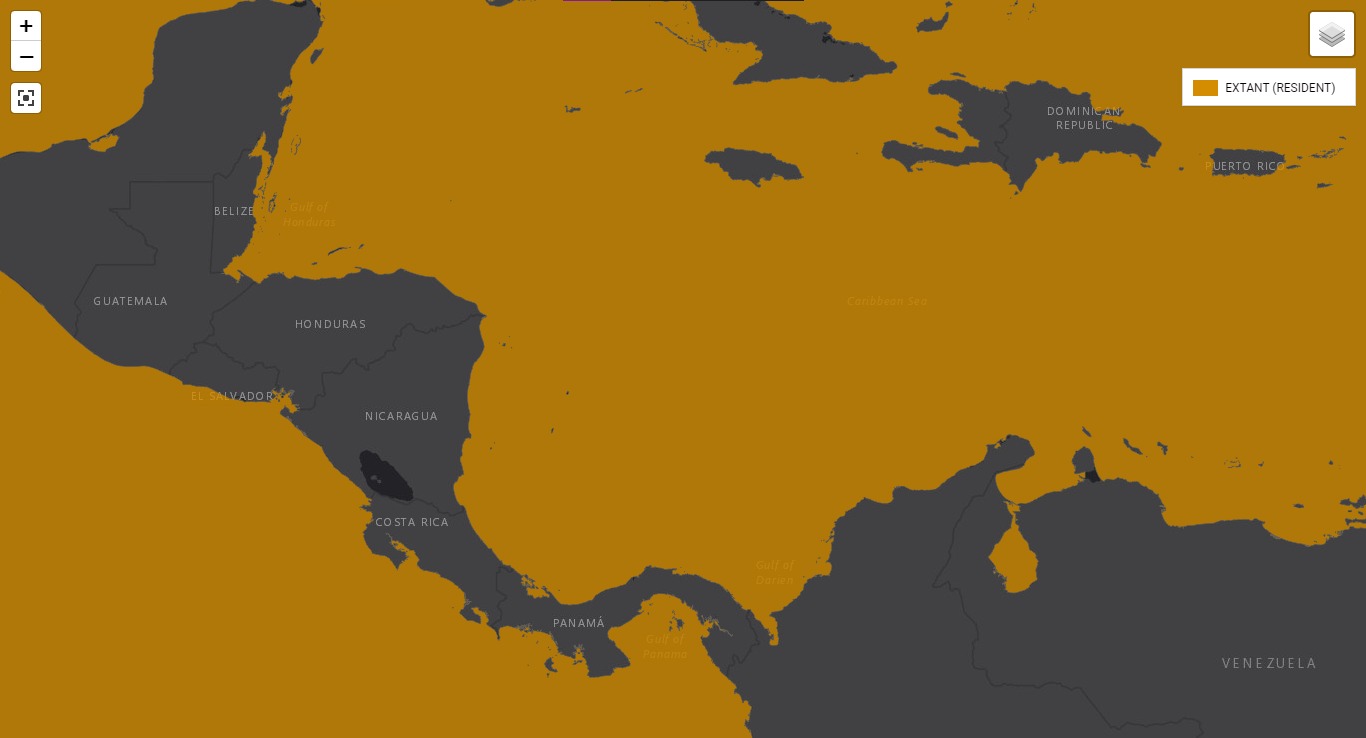 +
−
EXTANT (RESIDENT)
DOMINICAN
REPUBLIC
PUERTO RICO
BELIZE
Gulf of
Honduras
GUATEMALA
Caribbean Sea
HONDURAS
EL SALVADOR
NICARAGUA
COSTA RICA
Gulf of
Darien
PANAMÁ
Gulf of
Panama
VENEZUELA